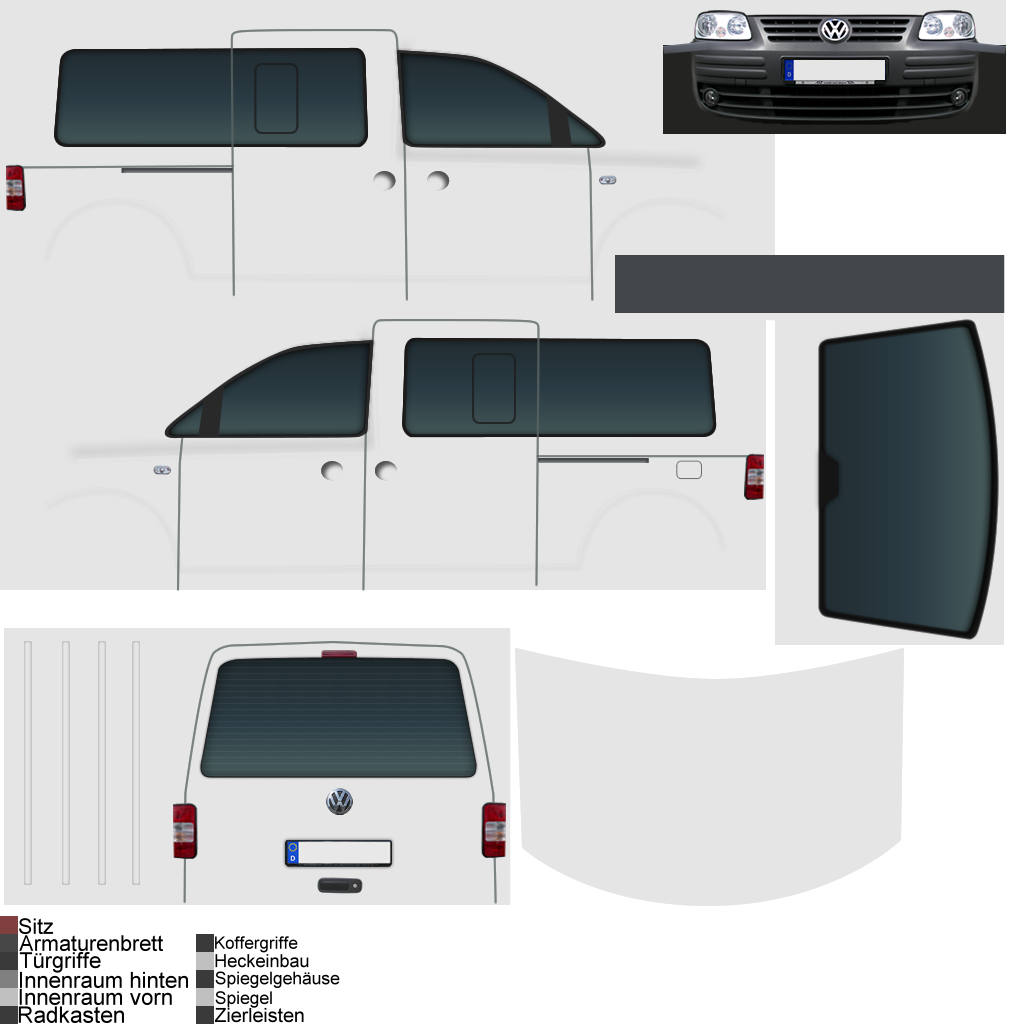 D
D
Sitz
Armaturenbrett
Türgriffe
Innenraum hinten
Innenraum vorn
Radkasten
Koffergriffe
Heckeinbau
Spiegelgehäuse
Spiegel
Zierleisten